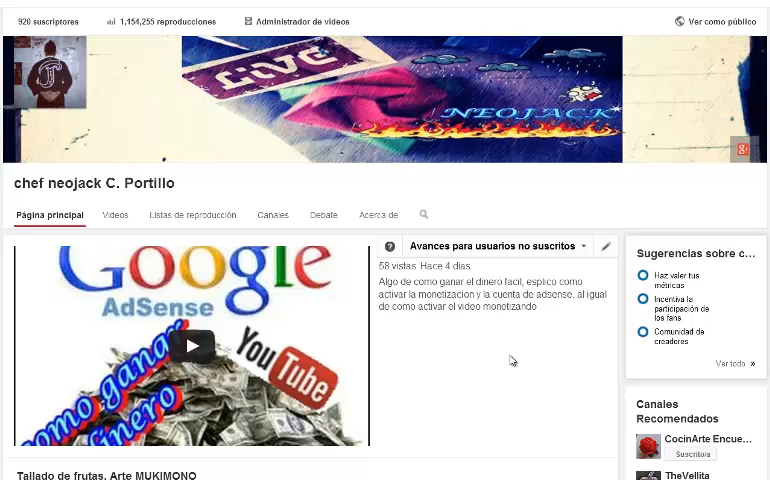 920 suscriptores
1,154,255 reproducciones
Administrador de videos
Ver como público
LIVE
NEOJACK
g+
chef neojack C. Portillo
Página principal
Videos
Listas de reproducción
Canales
Debate
Acerca de
Google
AdSense
YouTube
como ganar
dinero
Avances para usuarios no suscritos
58 vistas Hace 4 días.
Algo de como ganar el dinero facil, esplico como
activar la monetizacion y la cuenta de adsense, al igual
de como activar el video monetizando
Sugerencias sobre c...
Haz valer tus
métricas
Incentiva la
participación de
los fans
Comunidad de
creadores
Ver todo »
Canales
Recomendados
CocinArte Encue...
Suscrito/a
TheVellita
Tallado de frutas. Arte MUKIMONO